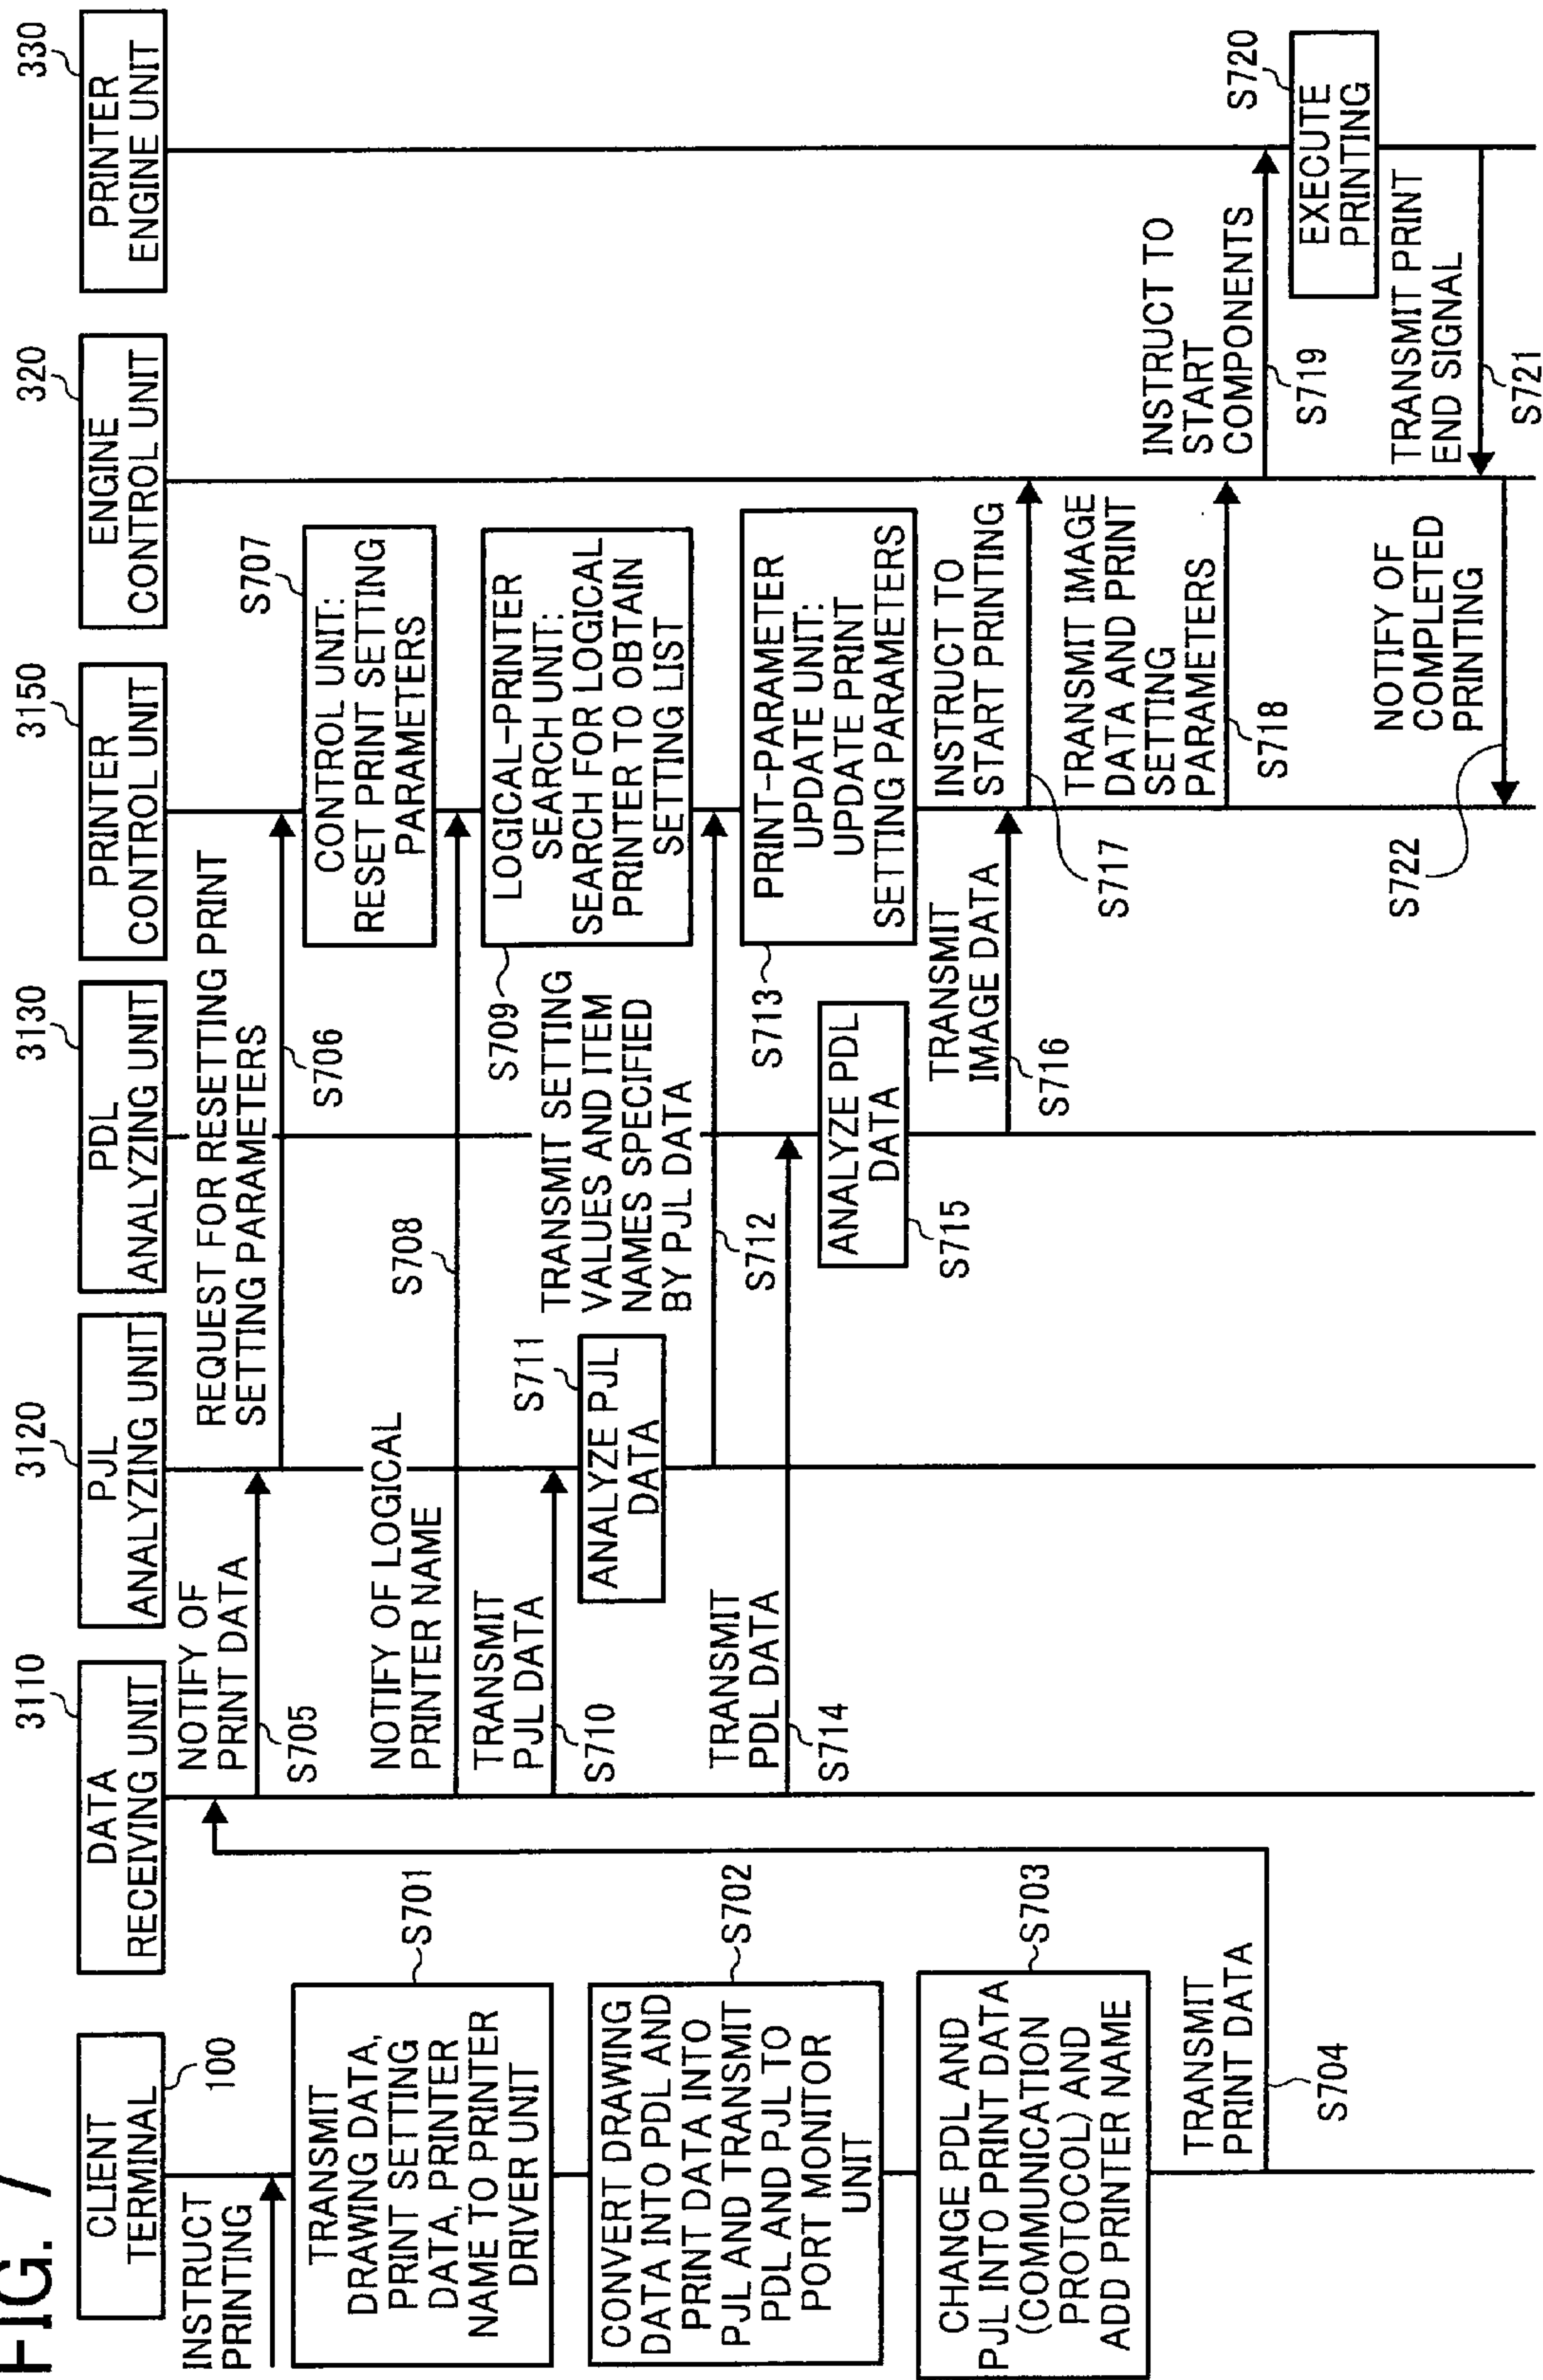 FIG. 7
CLIENT
TERMINAL
100
DATA
RECEIVING UNIT
3110
PJL
ANALYZING UNIT
3120
PDL
ANALYZING UNIT
3130
PRINTER
CONTROL UNIT
3150
ENGINE
CONTROL UNIT
320
PRINTER
ENGINE UNIT
330
INSTRUCT
PRINTING
TRANSMIT
DRAWING DATA,
PRINT SETTING
DATA, PRINTER
NAME TO PRINTER
DRIVER UNIT
S701
CONVERT DRAWING
DATA INTO PDL AND
PRINT DATA INTO
PJL AND TRANSMIT
PDL AND PJL TO
PORT MONITOR
UNIT
S702
CHANGE PDL AND
PJL INTO PRINT DATA
(COMMUNICATION
PROTOCOL) AND
ADD PRINTER NAME
S703
TRANSMIT
PRINT DATA
S704
NOTIFY OF
PRINT DATA
S705
REQUEST FOR RESETTING PRINT
SETTING PARAMETERS
S706
S707
CONTROL UNIT:
RESET PRINT SETTING
PARAMETERS
NOTIFY OF LOGICAL
PRINTER NAME
S708
LOGICAL-PRINTER
SEARCH UNIT:
SEARCH FOR LOGICAL
PRINTER TO OBTAIN
SETTING LIST
S709
TRANSMIT
PJL DATA
S710
S711
ANALYZE PJL
DATA
TRANSMIT SETTING
VALUES AND ITEM
NAMES SPECIFIED
BY PJL DATA
S712
PRINT-PARAMETER
UPDATE UNIT:
UPDATE PRINT
SETTING PARAMETERS
S713
TRANSMIT
PDL DATA
S714
ANALYZE PDL
DATA
S715
TRANSMIT
IMAGE DATA
S716
INSTRUCT TO
START PRINTING
S717
TRANSMIT IMAGE
DATA AND PRINT
SETTING
PARAMETERS
S718
INSTRUCT TO
START
COMPONENTS
S719
S720
EXECUTE
PRINTING
TRANSMIT PRINT
END SIGNAL
S721
NOTIFY OF
COMPLETED
PRINTING
S722